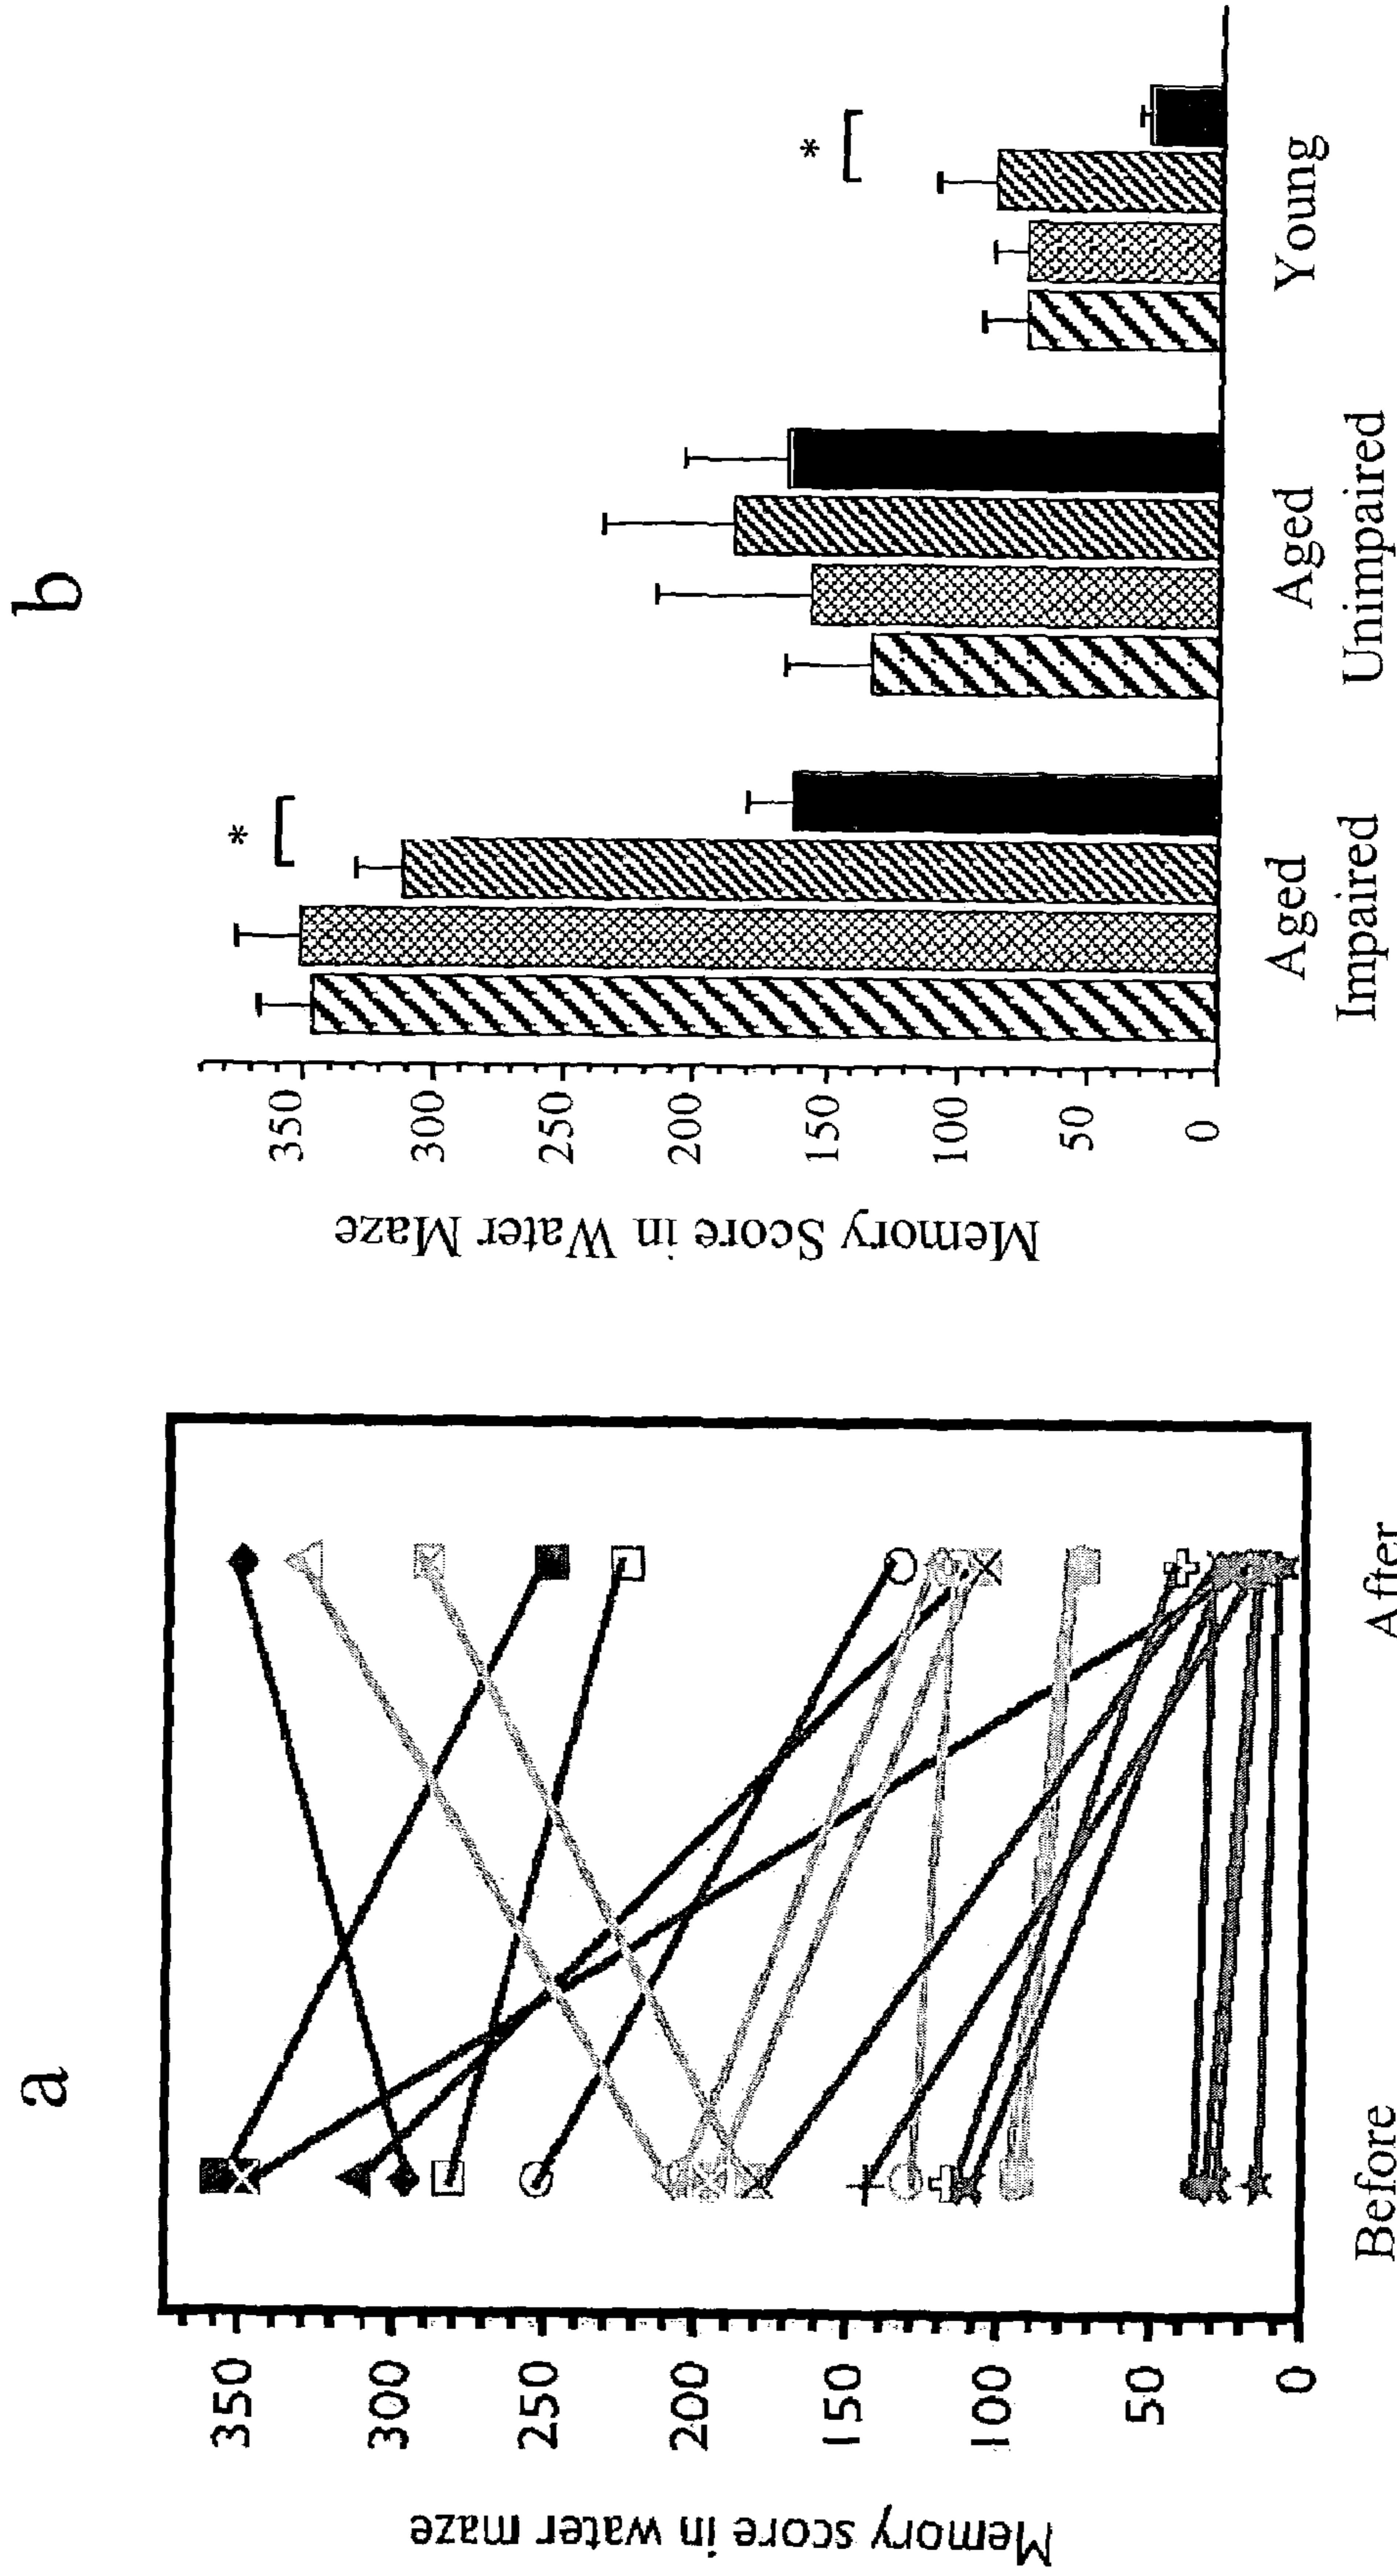 a
Memory score in water maze
350
300
250
200
150
100
50
0
Before
After
b
Memory Score in Water Maze
350
300
250
200
150
100
50
0
*
*
Aged
Impaired
Aged
Unimpaired
Young